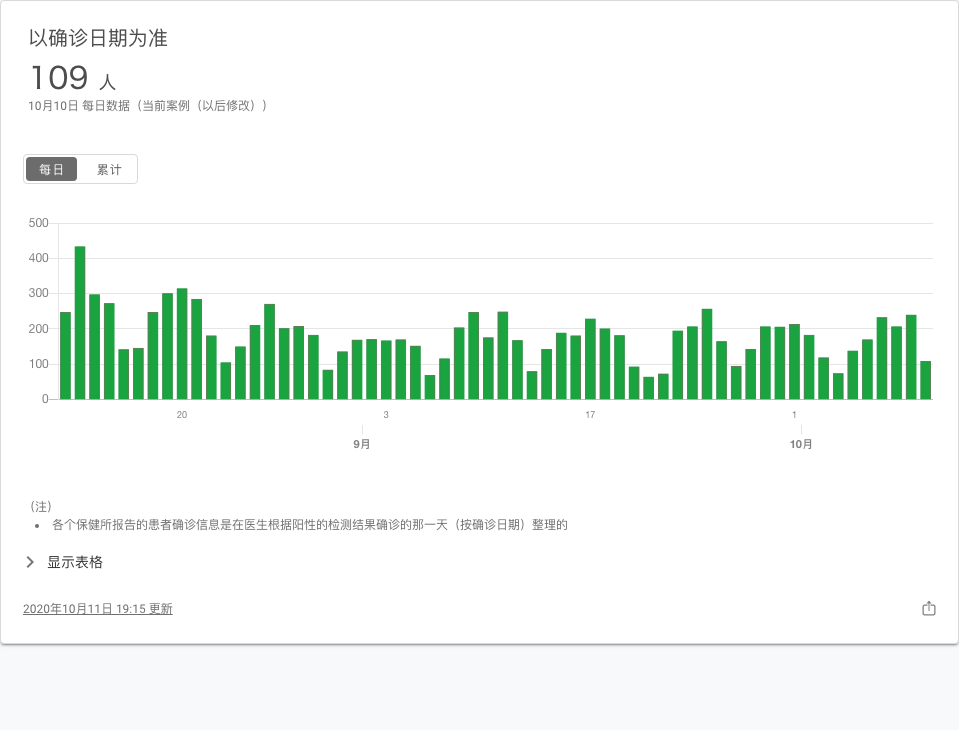 以确诊日期为准
109 人
10月10日 每日数据（当前案例（以后修改））
每日 累计
500
400
300
200
100
0
20 3 17 1
9月 10月
（注）
• 各个保健所报告的患者确诊信息是在医生根据阳性的检测结果确诊的那一天（按确诊日期）整理的
显示表格
2020年10月11日 19:15 更新